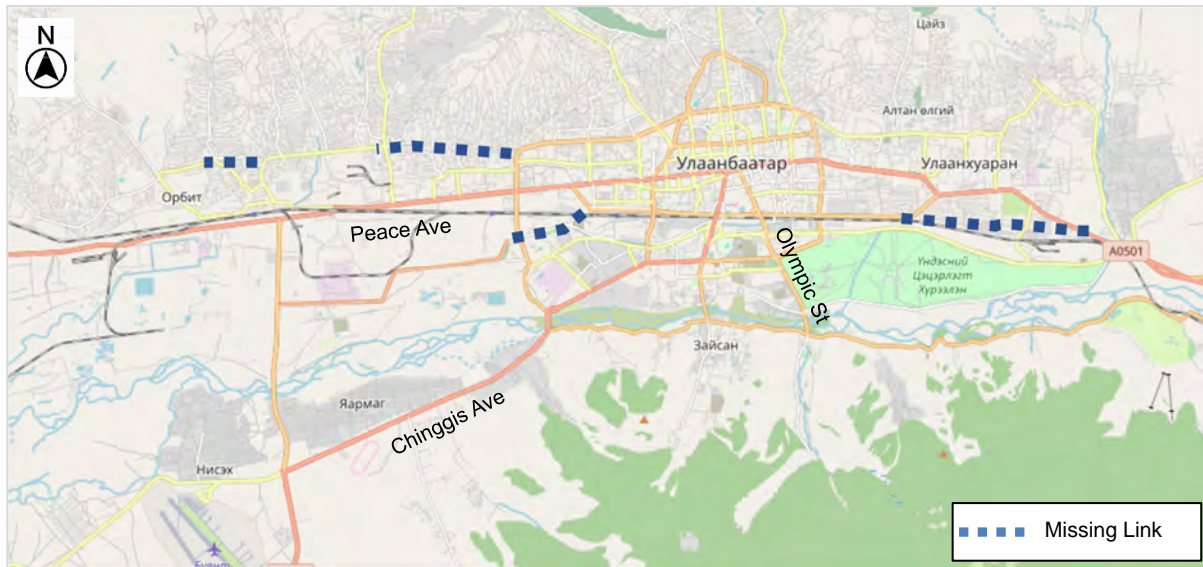 N
Цайз
Алтан өлгий
Улаанбаатар
Улаанхуаран
Орбит
Peace Ave
Olympic St
A0501
Үндэсний
Цэцэрлэгт
Хүрээлэн
Зайсан
Яармаг
Chinggis Ave
Нисэх
Missing Link